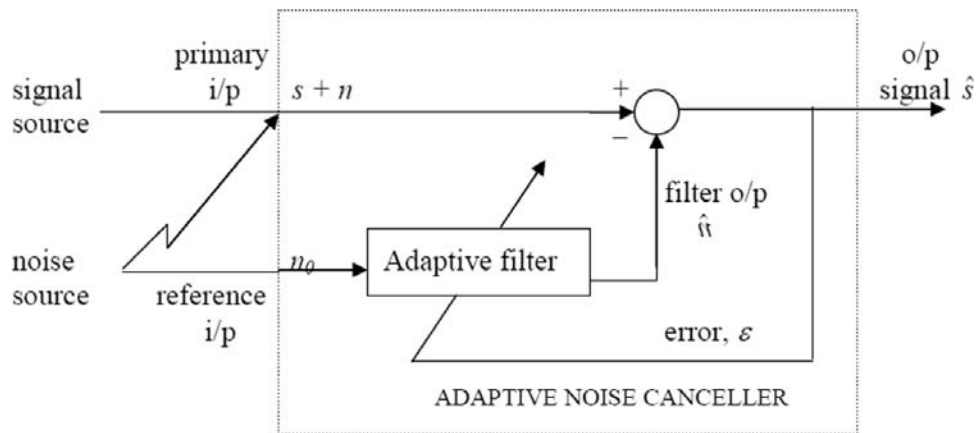 primary
i/p
signal
source
s + n
+
−
o/p
signal ŝ
filter o/p
n̂
noise
source
n₀
Adaptive filter
reference
i/p
error, ε
ADAPTIVE NOISE CANCELLER